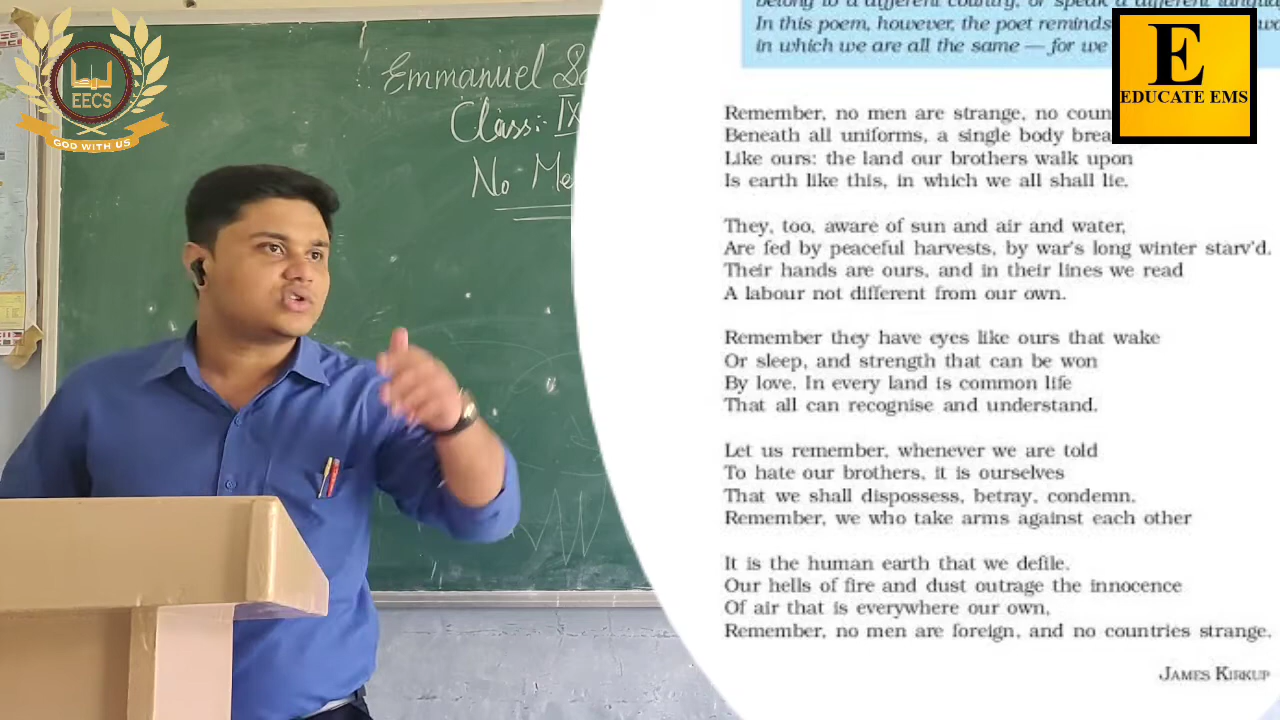 EECS
GOD WITH US
Emmanuel
Class: IX
No Me
belong to a different country, or speak a different
In this poem, however, the poet reminds
in which we are all the same — for we
E
EDUCATE EMS
Remember, no men are strange, no coun
Beneath all uniforms, a single body brea
Like ours: the land our brothers walk upon
Is earth like this, in which we all shall lie.
They, too, aware of sun and air and water,
Are fed by peaceful harvests, by war's long winter starv'd.
Their hands are ours, and in their lines we read
A labour not different from our own.
Remember they have eyes like ours that wake
Or sleep, and strength that can be won
By love. In every land is common life
That all can recognise and understand.
Let us remember, whenever we are told
To hate our brothers, it is ourselves
That we shall dispossess, betray, condemn.
Remember, we who take arms against each other
It is the human earth that we defile.
Our hells of fire and dust outrage the innocence
Of air that is everywhere our own,
Remember, no men are foreign, and no countries strange.
JAMES KIRKUP